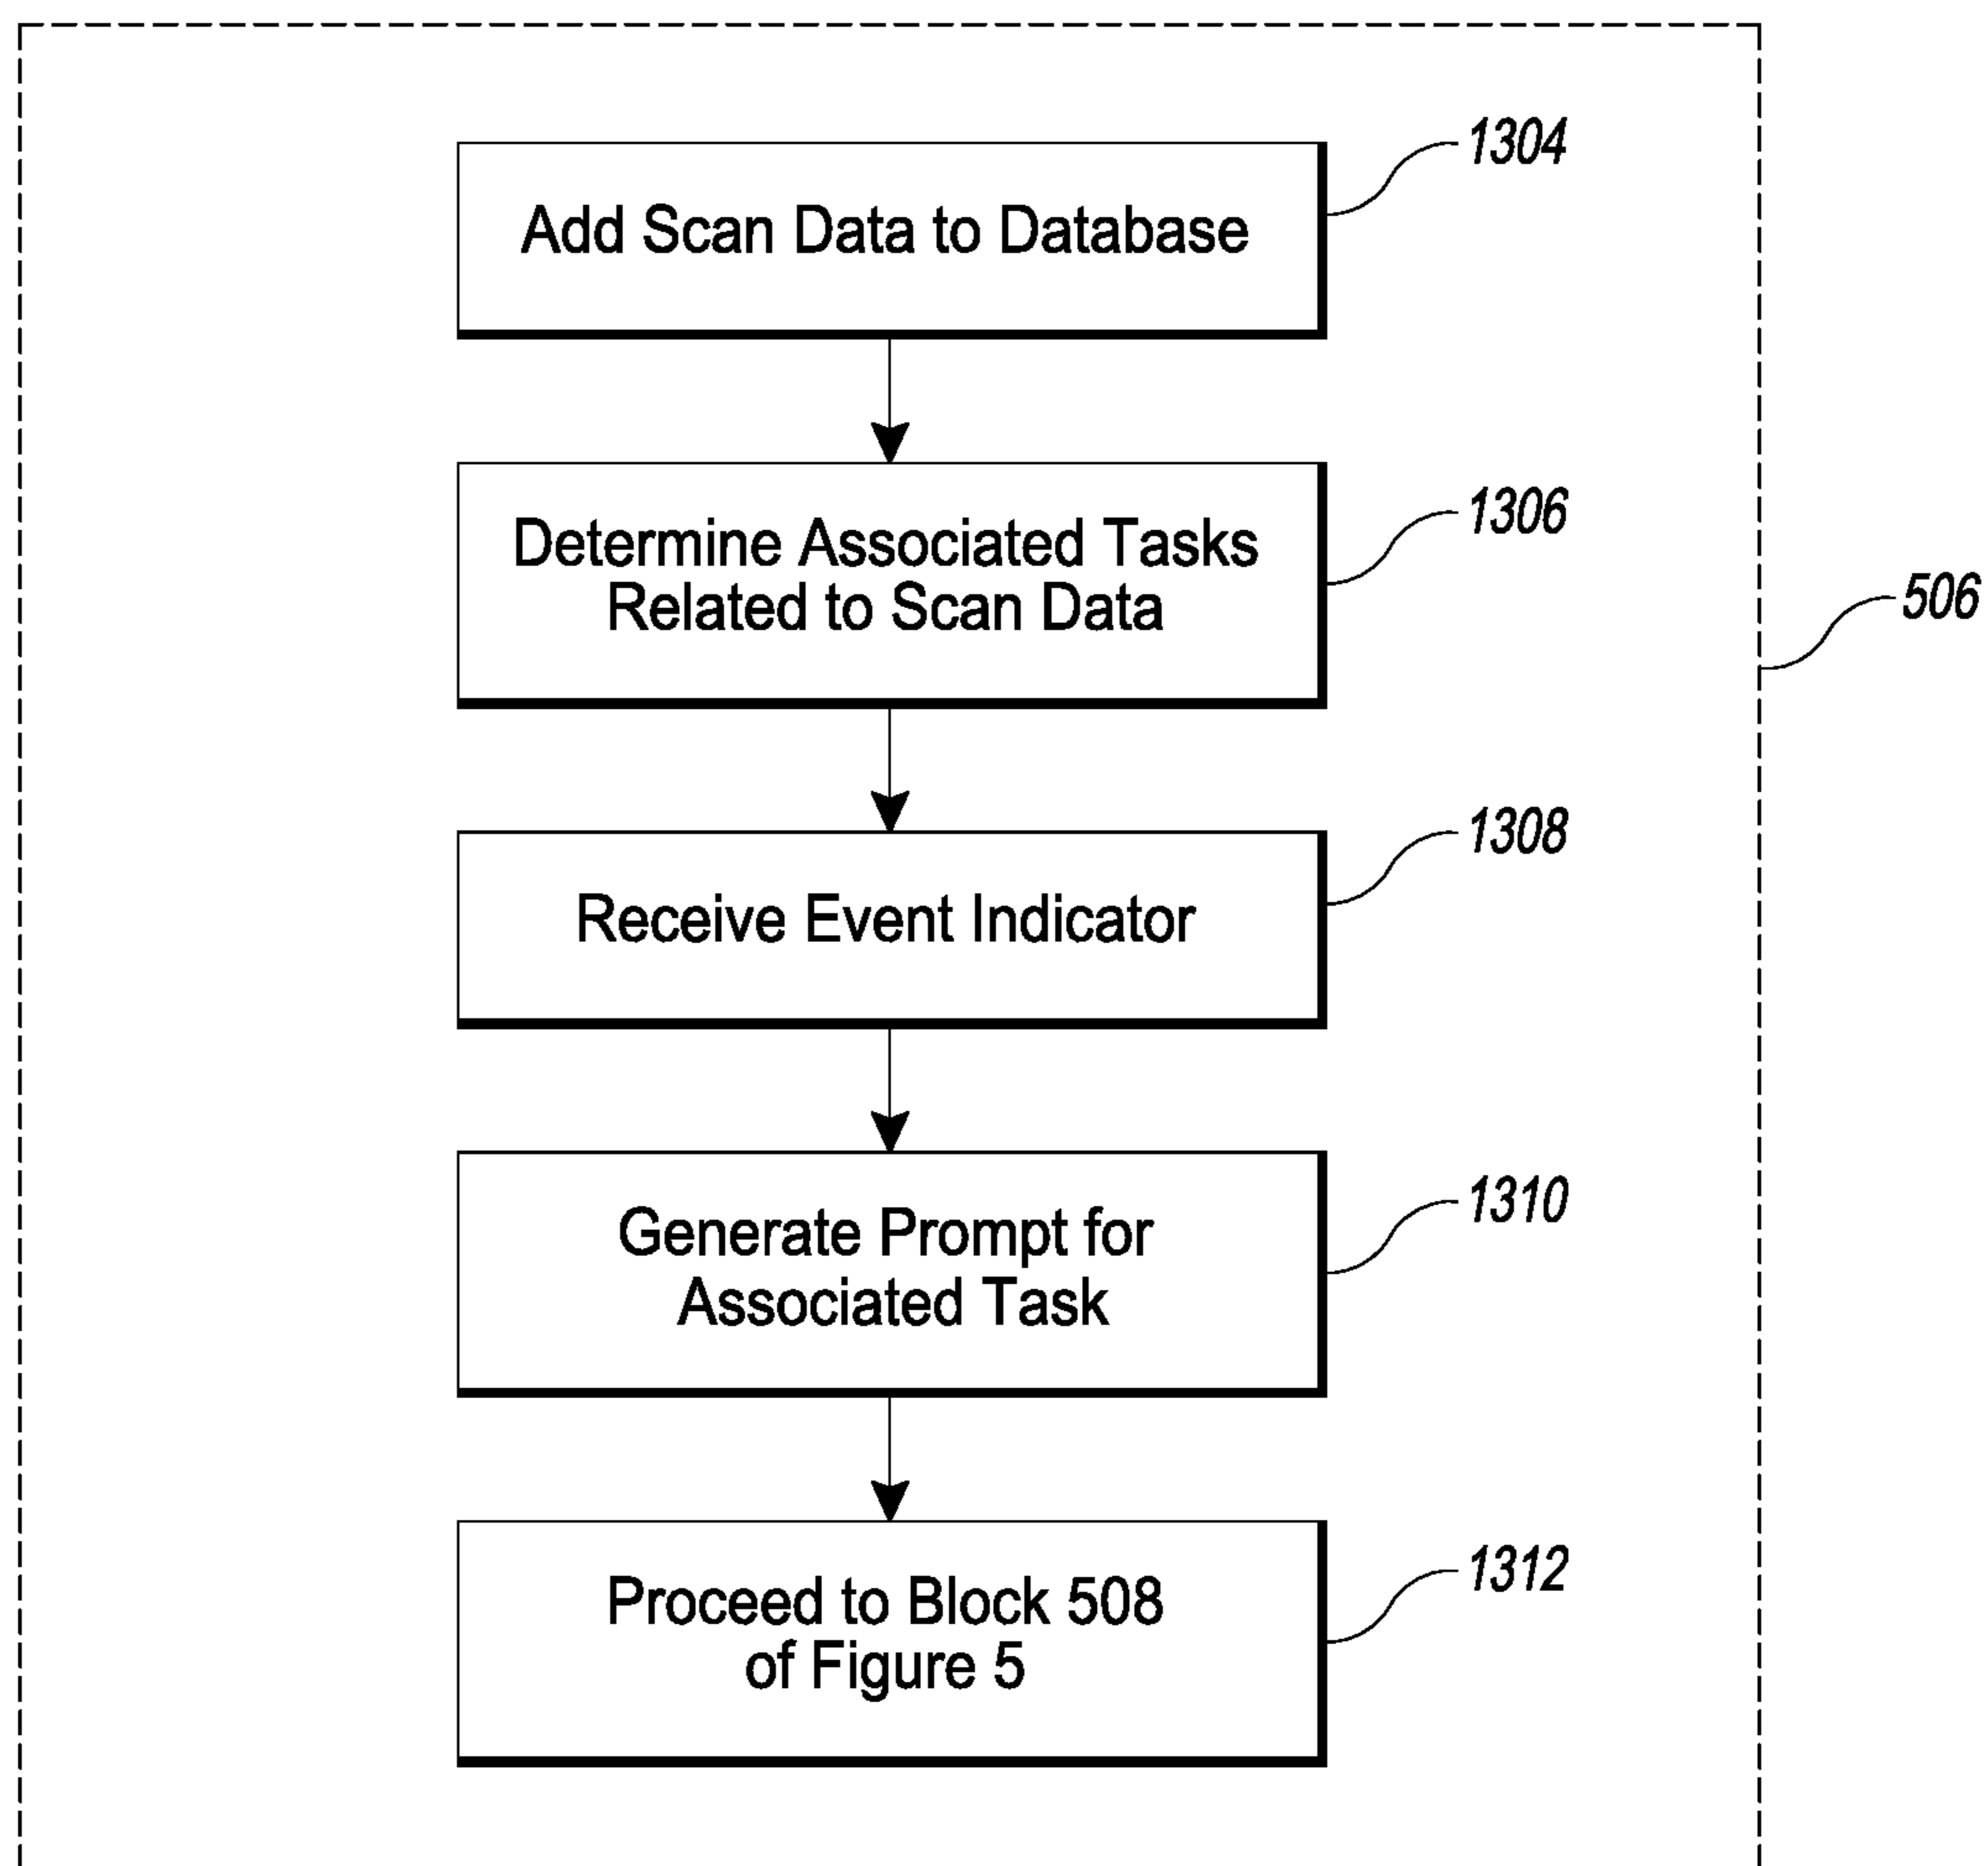 1304
Add Scan Data to Database
1306
Determine Associated Tasks
Related to Scan Data
506
1308
Receive Event Indicator
1310
Generate Prompt for
Associated Task
1312
Proceed to Block 508
of Figure 5